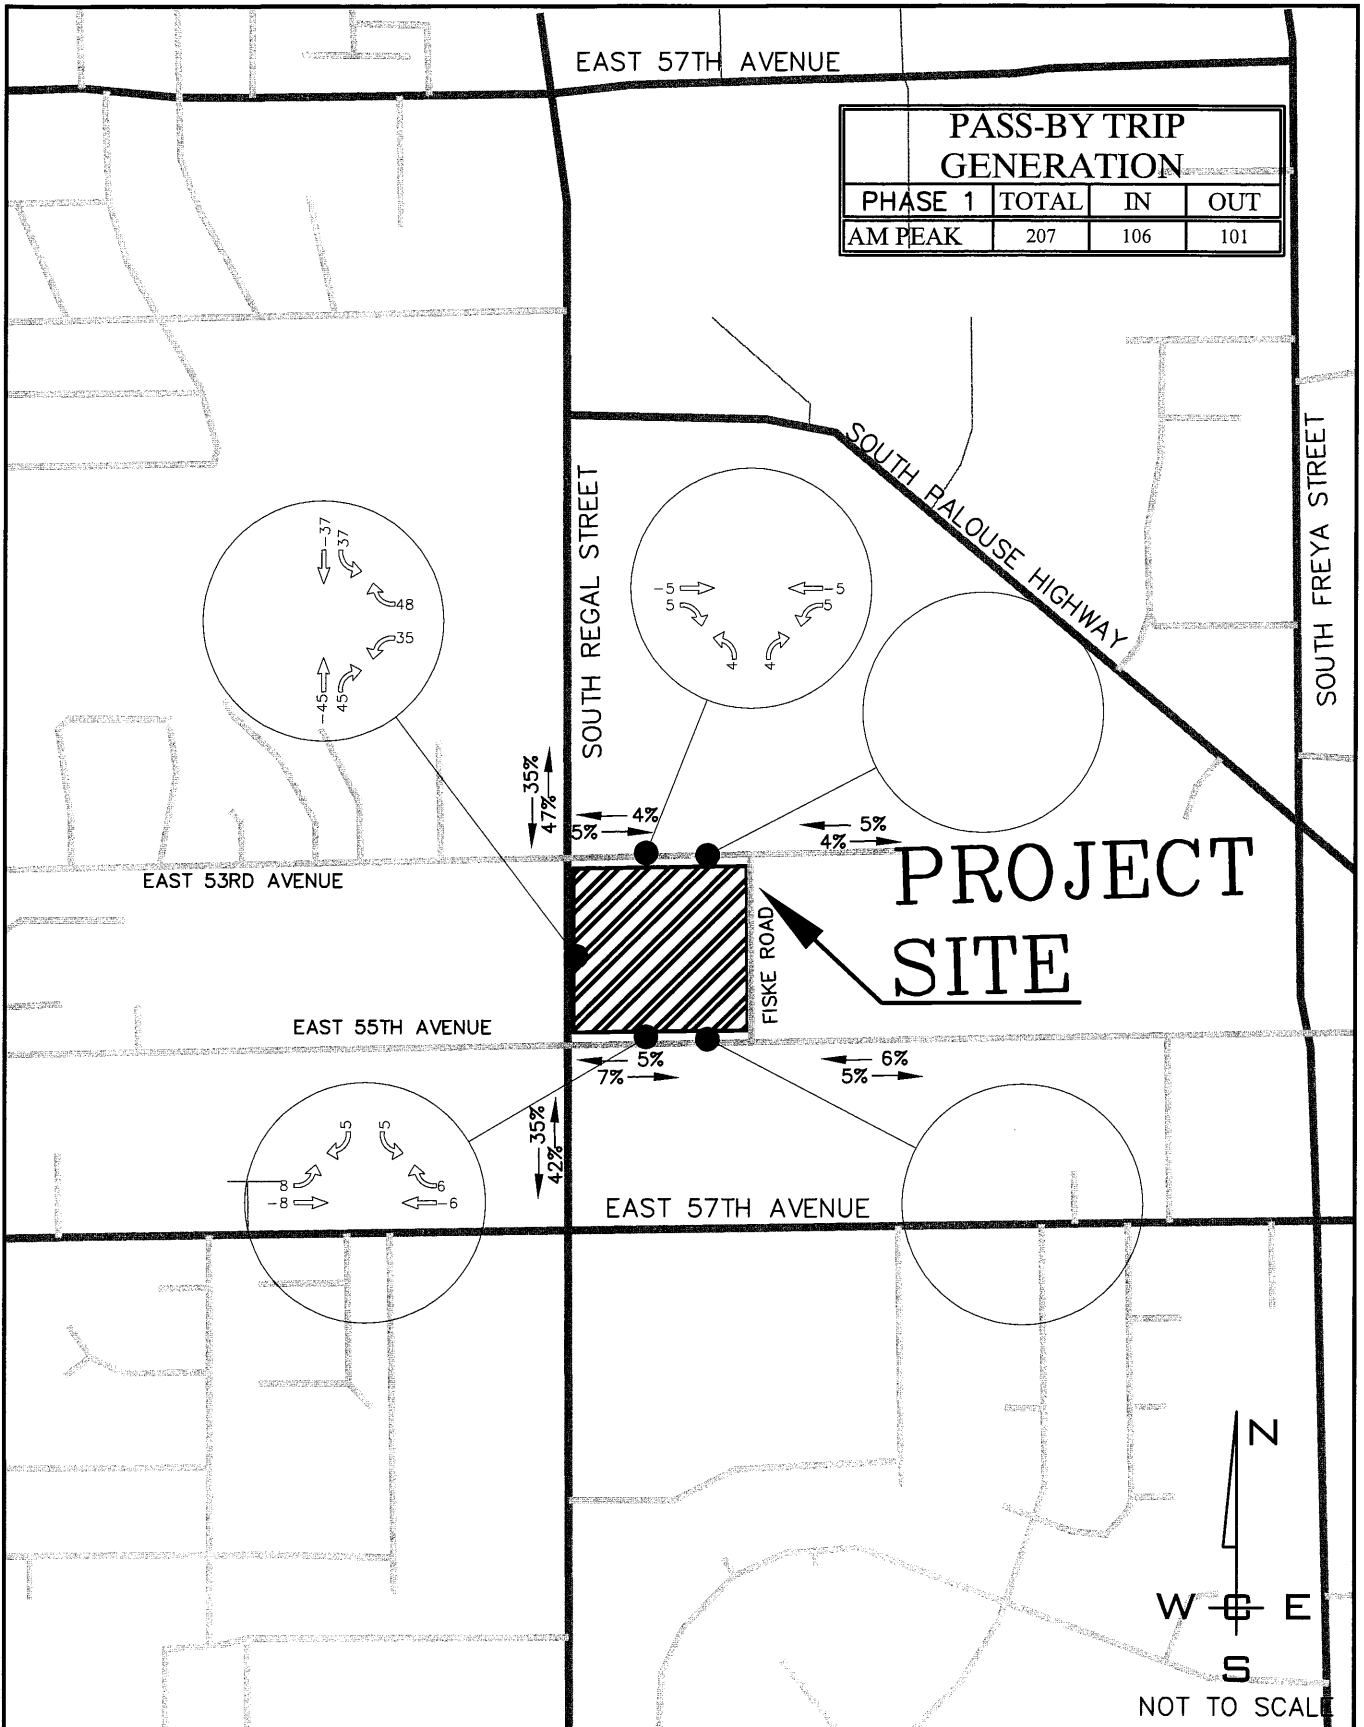 EAST 57TH AVENUE
PASS-BY TRIP
GENERATION
PHASE 1 TOTAL IN OUT
AM PEAK 207 106 101
SOUTH REGAL STREET
SOUTH PALOUSE HIGHWAY
SOUTH FREYA STREET
-37
37
48
35
-45
45
-5
5
-5
5
4
4
35%
47%
4%
5%
5%
4%
EAST 53RD AVENUE
PROJECT
SITE
FISKE ROAD
EAST 55TH AVENUE
5%
7%
6%
5%
35%
42%
5
5
8
-8
6
-6
EAST 57TH AVENUE
N
W E
S
NOT TO SCALE